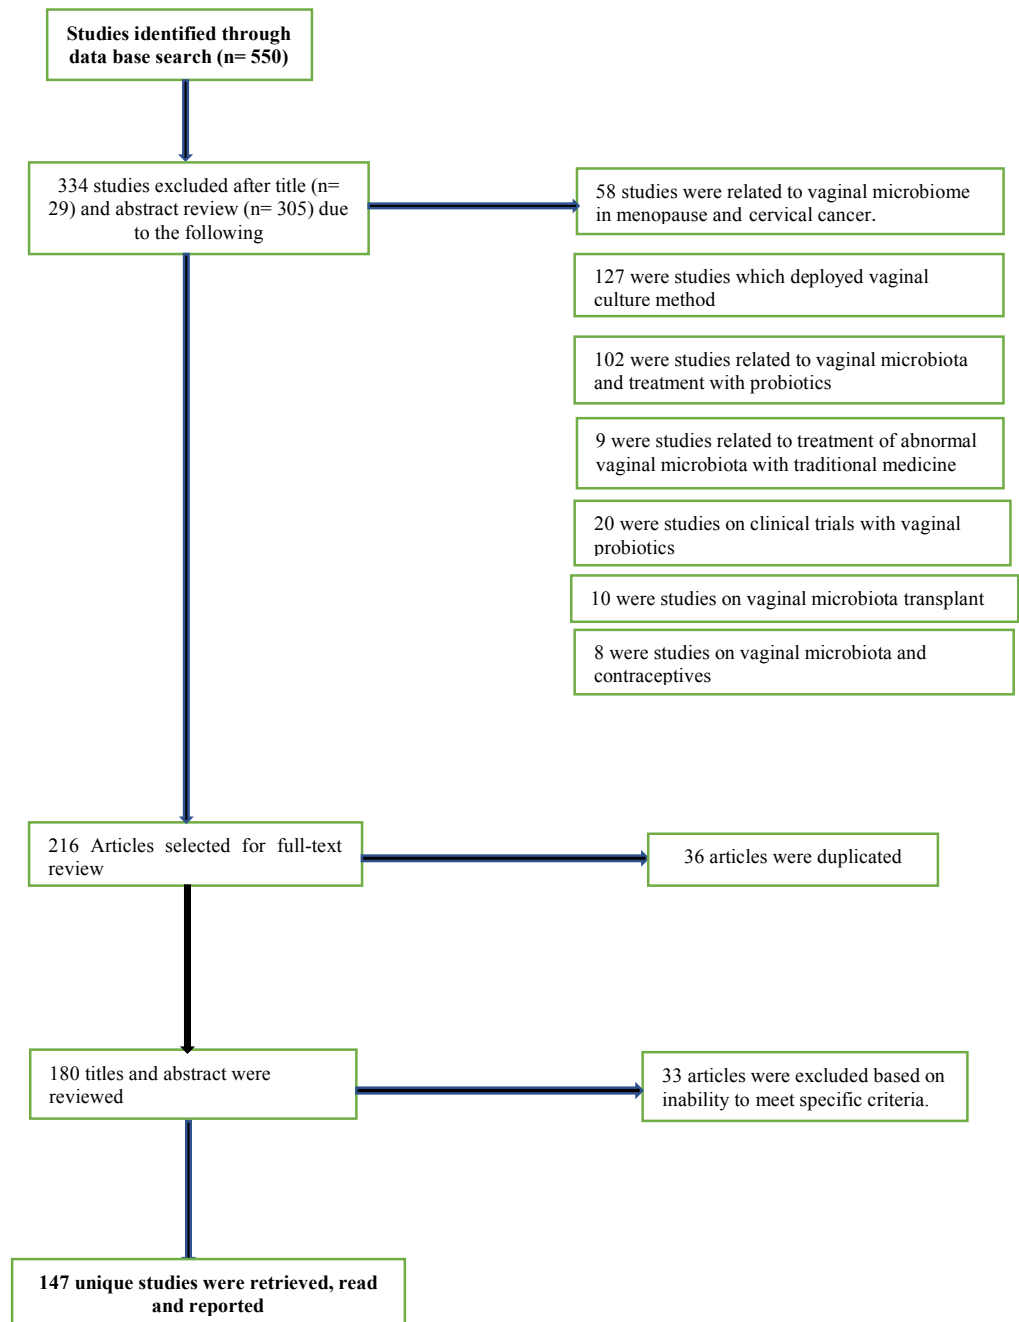 Studies identified through
data base search (n= 550)
334 studies excluded after title (n=
29) and abstract review (n= 305) due
to the following
58 studies were related to vaginal microbiome
in menopause and cervical cancer.
127 were studies which deployed vaginal
culture method
102 were studies related to vaginal microbiota
and treatment with probiotics
9 were studies related to treatment of abnormal
vaginal microbiota with traditional medicine
20 were studies on clinical trials with vaginal
probiotics
10 were studies on vaginal microbiota transplant
8 were studies on vaginal microbiota and
contraceptives
216 Articles selected for full-text
review
36 articles were duplicated
180 titles and abstract were
reviewed
33 articles were excluded based on
inability to meet specific criteria.
147 unique studies were retrieved, read
and reported